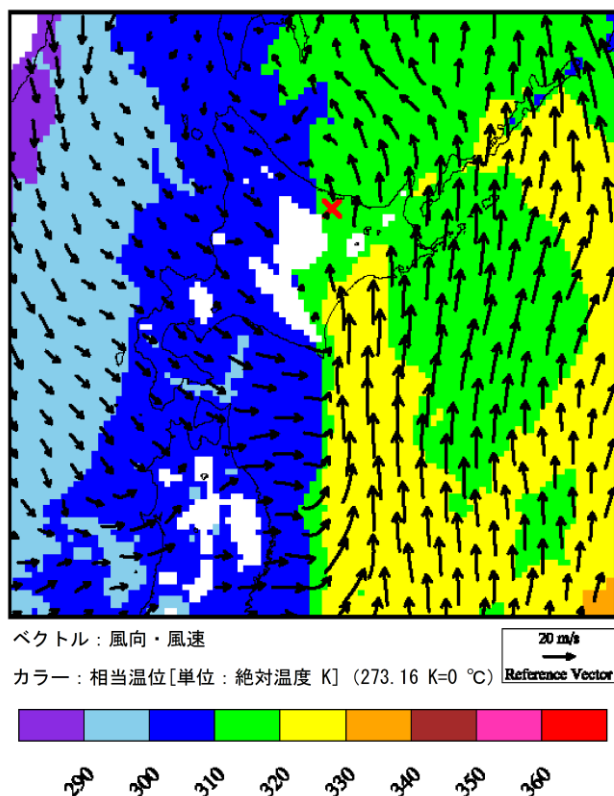 ベクトル：風向・風速
20 m/s
Reference Vector
カラー：相当温位[単位：絶対温度 K] (273.16 K=0 ℃)
290 300 310 320 330 340 350 360